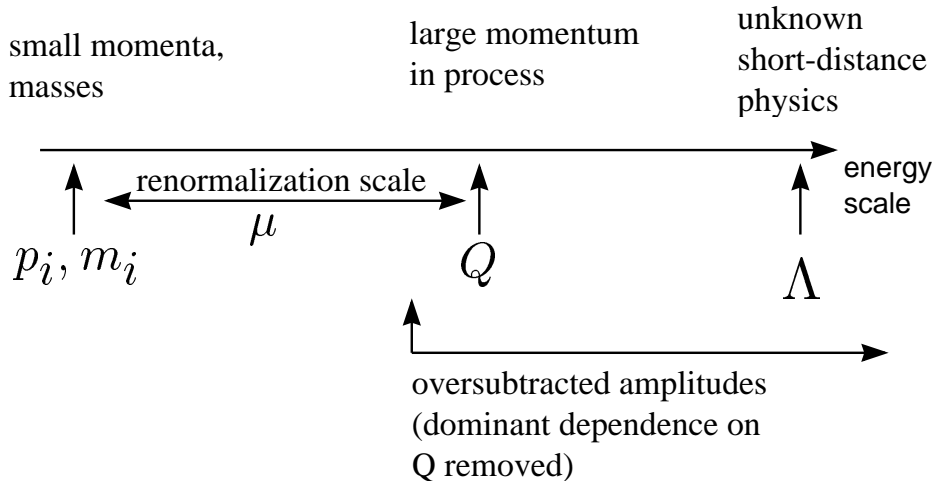 small momenta,
masses
large momentum
in process
unknown
short-distance
physics
renormalization scale
μ
energy
scale
p_i, m_i
Q
Λ
oversubtracted amplitudes
(dominant dependence on
Q removed)